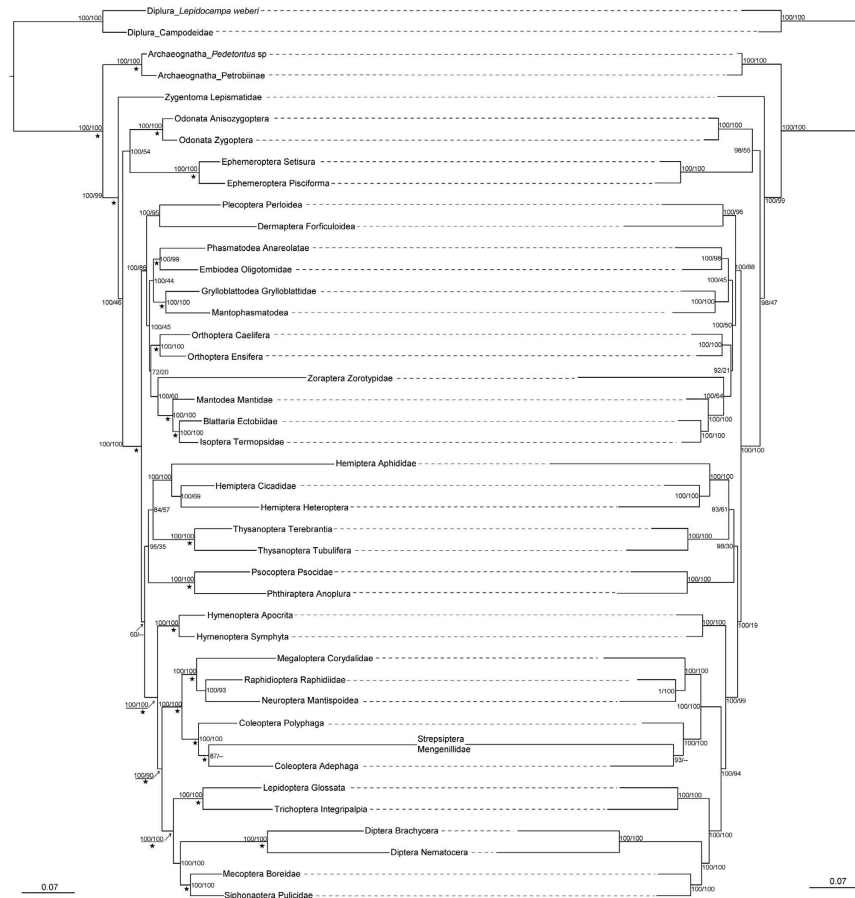 Diplura_Lepidocampa weberi
100/100 100/100
Diplura_Campodeidae
Archaeognatha_Pedetontus sp
100/100 100/100
★
Archaeognatha_Petrobiinae
Zygentoma Lepismatidae
Odonata Anisozygoptera
100/100 100/100
100/100 100/100 100/100
★ ★
Odonata Zygoptera
100/54 98/55
Ephemeroptera Setisura
100/100 100/100
★
Ephemeroptera Pisciforma
100/99 100/99
★
Plecoptera Perloidea
100/95 100/96
Dermaptera Forficuloidea
Phasmatodea Anareolatae
★ 100/99 100/98
Embiodea Oligotomidae
100/86 100/88
100/44 100/45
Grylloblattodea Grylloblattidae
★ 100/100 100/100
100/46 98/47
Mantophasmatodea
100/45 100/50
Orthoptera Caelifera
★ 100/100 100/100
Orthoptera Ensifera
72/20 92/21
Zoraptera Zorotypidae
100/60 100/64
Mantodea Mantidae
★ 100/100 100/100
Blattaria Ectobiidae
★ 100/100 100/100
Isoptera Termopsidae
100/100 100/100
★
Hemiptera Aphididae
100/100 100/100
Hemiptera Cicadidae
100/69 100/100
Hemiptera Heteroptera
84/57 83/61
Thysanoptera Terebrantia
100/100 100/100
★
95/35 98/30
Thysanoptera Tubulifera
Psocoptera Psocidae
100/100 100/100
★
Phthiraptera Anoplura
Hymenoptera Apocrita
100/100 100/100
★
60/-- 100/19
Hymenoptera Symphyta
Megaloptera Corydalidae
100/100 100/100
★
Raphidioptera Raphidiidae
100/93 1/100
Neuroptera Mantispoidea
100/100 100/100 100/100 100/99
★ ★
Coleoptera Polyphaga
100/100 100/100
★
Strepsiptera
Mengenillidae
★ 87/-- 93/--
Coleoptera Adephaga
100/90 100/94
★
Lepidoptera Glossata
100/100 100/100
★
Trichoptera Integripalpia
Diptera Brachycera
100/100 100/100 100/100 100/100
★ ★
Diptera Nematocera
100/100 100/100
Mecoptera Boreidae
100/100 100/100
★
Siphonaptera Pulicidae
0.07 0.07